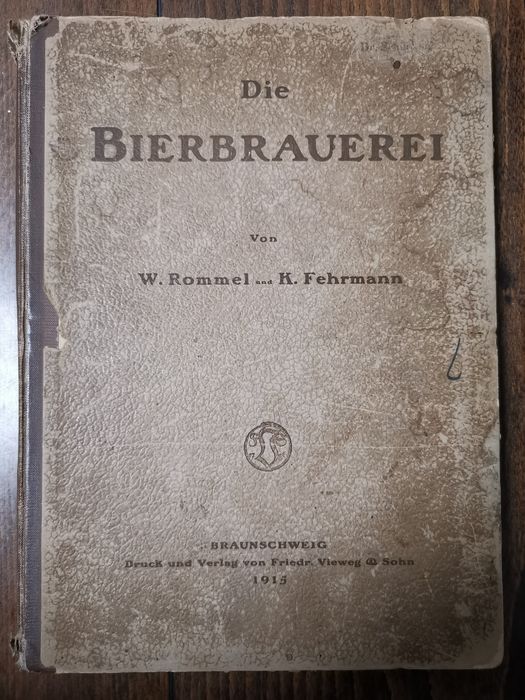 Die
BIERBRAUEREI
Von
W. Rommel und K. Fehrmann
BRAUNSCHWEIG
Druck und Verlag von Friedr. Vieweg & Sohn
1915